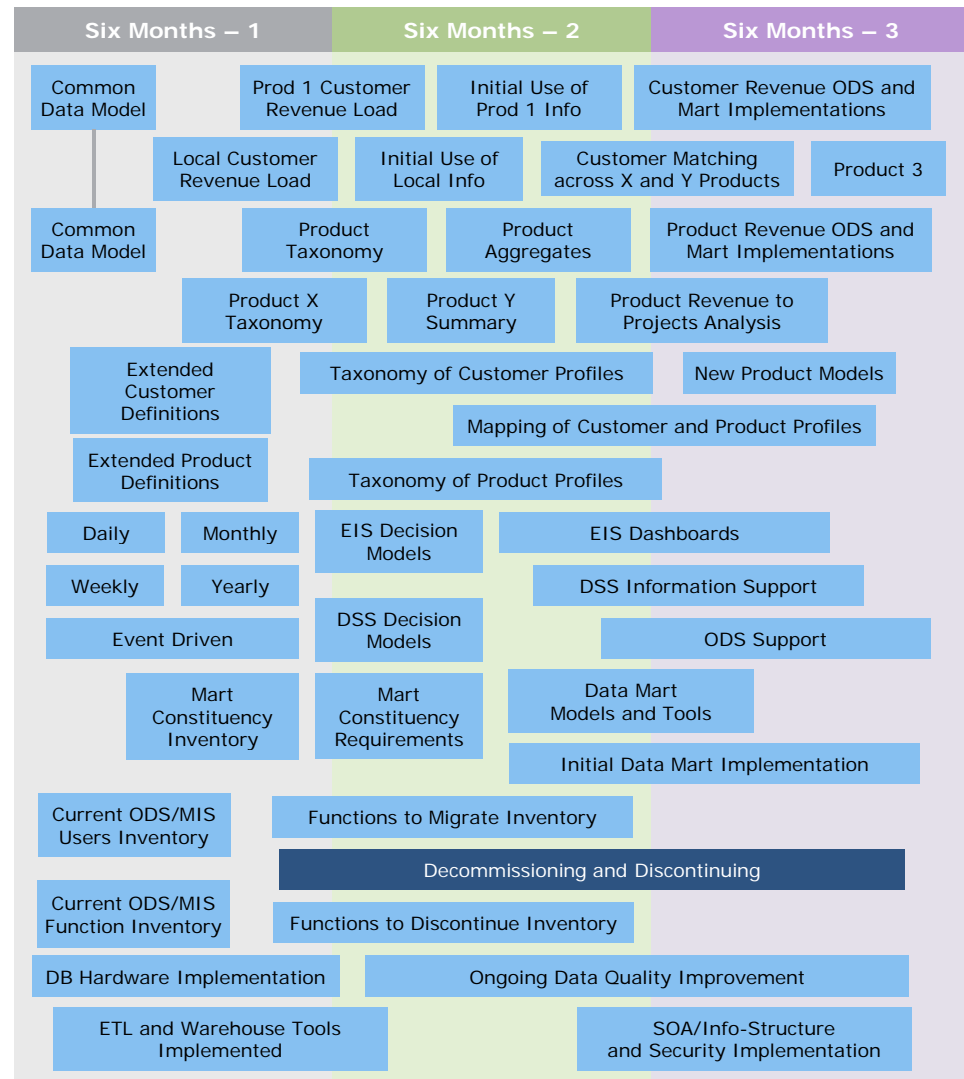 Six Months – 1
Six Months – 2
Six Months – 3
Common
Data Model
Prod 1 Customer
Revenue Load
Initial Use of
Prod 1 Info
Customer Revenue ODS and
Mart Implementations
Local Customer
Revenue Load
Initial Use of
Local Info
Customer Matching
across X and Y Products
Product 3
Common
Data Model
Product
Taxonomy
Product
Aggregates
Product Revenue ODS and
Mart Implementations
Product X
Taxonomy
Product Y
Summary
Product Revenue to
Projects Analysis
Extended
Customer
Definitions
Taxonomy of Customer Profiles
New Product Models
Mapping of Customer and Product Profiles
Extended Product
Definitions
Taxonomy of Product Profiles
Daily
Monthly
EIS Decision
Models
EIS Dashboards
Weekly
Yearly
DSS Information Support
Event Driven
DSS Decision
Models
ODS Support
Mart
Constituency
Inventory
Mart
Constituency
Requirements
Data Mart
Models and Tools
Initial Data Mart Implementation
Current ODS/MIS
Users Inventory
Functions to Migrate Inventory
Decommissioning and Discontinuing
Current ODS/MIS
Function Inventory
Functions to Discontinue Inventory
DB Hardware Implementation
Ongoing Data Quality Improvement
ETL and Warehouse Tools
Implemented
SOA/Info-Structure
and Security Implementation